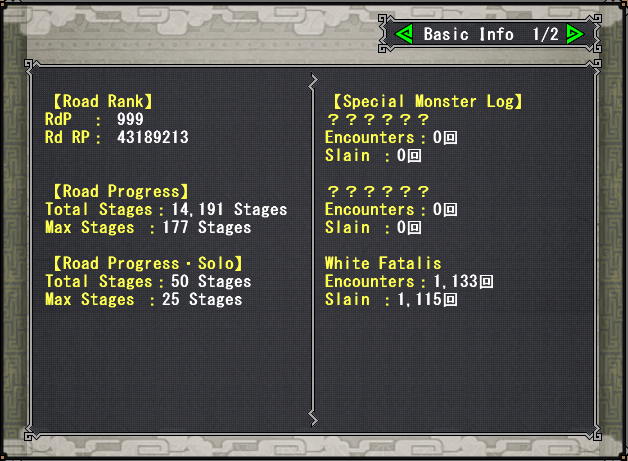 Basic Info 1/2
【Road Rank】
RdP : 999
Rd RP : 43189213
【Road Progress】
Total Stages : 14,191 Stages
Max Stages : 177 Stages
【Road Progress・Solo】
Total Stages : 50 Stages
Max Stages : 25 Stages
【Special Monster Log】
？？？？？？
Encounters : 0回
Slain : 0回
？？？？？？
Encounters : 0回
Slain : 0回
White Fatalis
Encounters : 1,133回
Slain : 1,115回